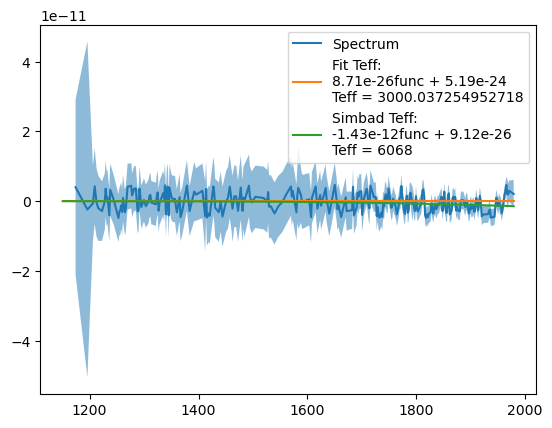 1e−11
4
2
0
−2
−4
1200
1400
1600
1800
2000
Spectrum
Fit Teff:
8.71e-26func + 5.19e-24
Teff = 3000.037254952718
Simbad Teff:
-1.43e-12func + 9.12e-26
Teff = 6068